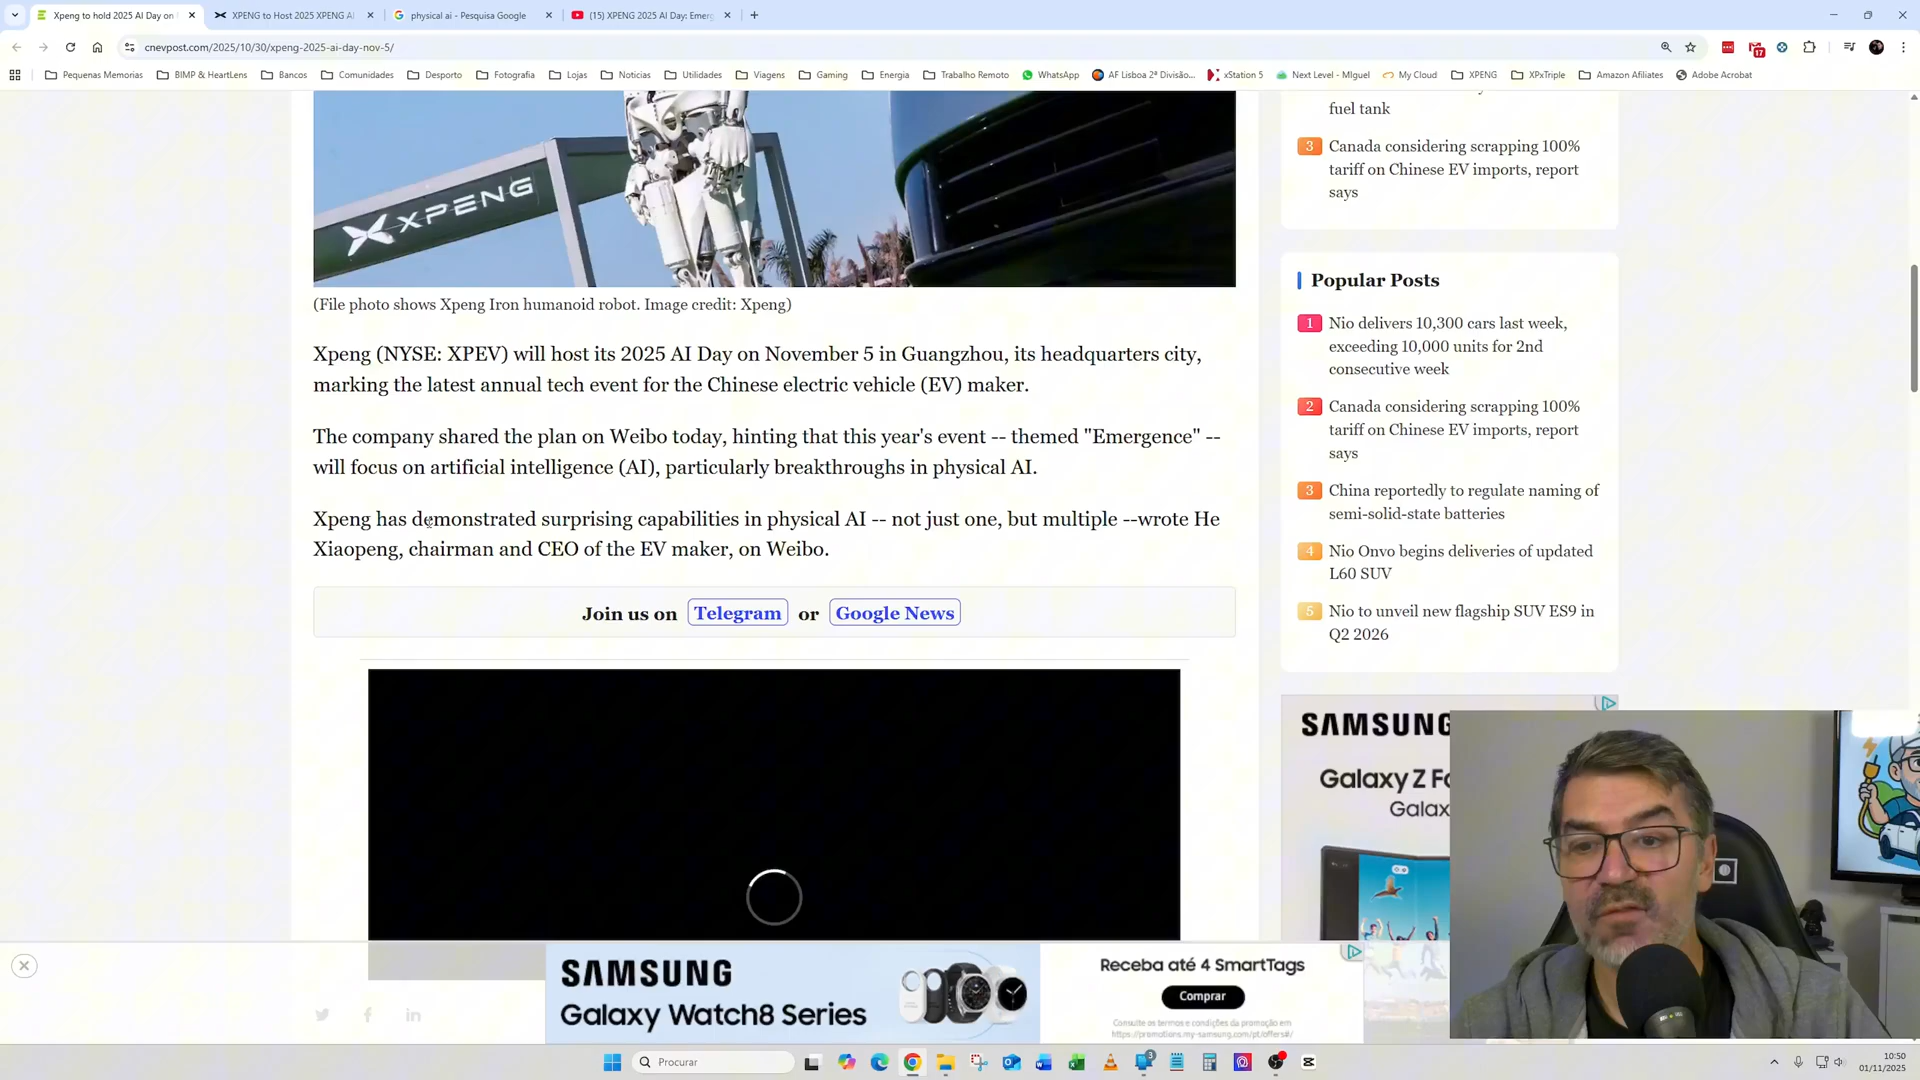 Xpeng to hold 2025 AI Day on
XPENG to Host 2025 XPENG AI
physical ai - Pesquisa Google
(15) XPENG 2025 AI Day: Emerg
cnevpost.com/2025/10/30/xpeng-2025-ai-day-nov-5/
17
Pequenas Memorias
BIMP & HeartLens
Bancos
Comunidades
Desporto
Fotografia
Lojas
Noticias
Utilidades
Viagens
Gaming
Energia
Trabalho Remoto
WhatsApp
AF Lisboa 2ª Divisão...
xStation 5
Next Level - MIguel
My Cloud
XPENG
XPxTriple
Amazon Afiliates
Adobe Acrobat
XPENG
(File photo shows Xpeng Iron humanoid robot. Image credit: Xpeng)
Xpeng (NYSE: XPEV) will host its 2025 AI Day on November 5 in Guangzhou, its headquarters city,
marking the latest annual tech event for the Chinese electric vehicle (EV) maker.
The company shared the plan on Weibo today, hinting that this year's event -- themed "Emergence" --
will focus on artificial intelligence (AI), particularly breakthroughs in physical AI.
Xpeng has demonstrated surprising capabilities in physical AI -- not just one, but multiple --wrote He
Xiaopeng, chairman and CEO of the EV maker, on Weibo.
Join us on Telegram or Google News
fuel tank
3 Canada considering scrapping 100%
tariff on Chinese EV imports, report
says
Popular Posts
1 Nio delivers 10,300 cars last week,
exceeding 10,000 units for 2nd
consecutive week
2 Canada considering scrapping 100%
tariff on Chinese EV imports, report
says
3 China reportedly to regulate naming of
semi-solid-state batteries
4 Nio Onvo begins deliveries of updated
L60 SUV
5 Nio to unveil new flagship SUV ES9 in
Q2 2026
SAMSUNG
Galaxy Z Fo
Galax
SAMSUNG
Galaxy Watch8 Series
Receba até 4 SmartTags
Comprar
Consulte os termos e condições da promoção em
https://promotions.my-samsung.com/pt/offers#/
Procurar
3
10:50
01/11/2025